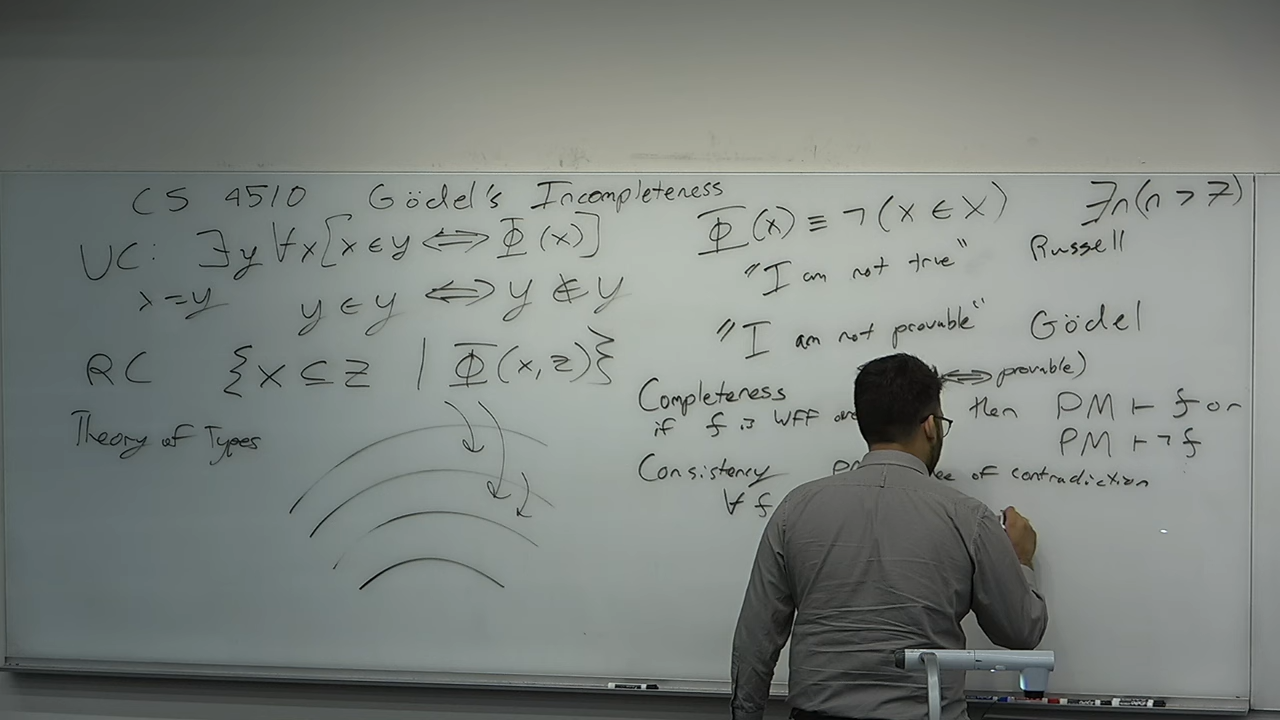 CS 4510 Gödel's Incompleteness
UC: ∃y ∀x[x ∈ y ⟺ Φ(x)]
x = y y ∈ y ⟺ y ∉ y
RC {x ⊆ z | Φ(x,z)}
Theory of Types
Φ(x) ≡ ¬(x ∈ x) ∃n(n > 7)
"I am not true" Russell
"I am not provable" Gödel
Completeness ⟺ provable)
if f is WFF then PM ⊢ f or
PM ⊢ ¬f
Consistency of contradiction
∀ f